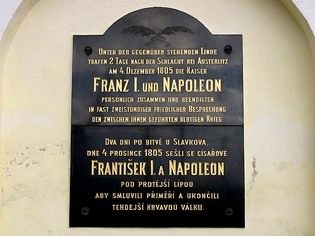 Unter der gegenüber stehenden Linde
trafen 2 Tage nach der Schlacht bei Austerlitz
am 4 Dezember 1805 die Kaiser
Franz I. und Napoleon
persönlich zusammen und beendigten
in fast zweistündiger friedlicher Besprechung
den zwischen ihnen geführten blutigen Krieg.
Dva dni po bitvě u Slavkova,
dne 4 prosince 1805 sešli se císařové
František I. a Napoleon
pod protější lípou
aby smluvili příměří a ukončili
tehdejší krvavou válku.